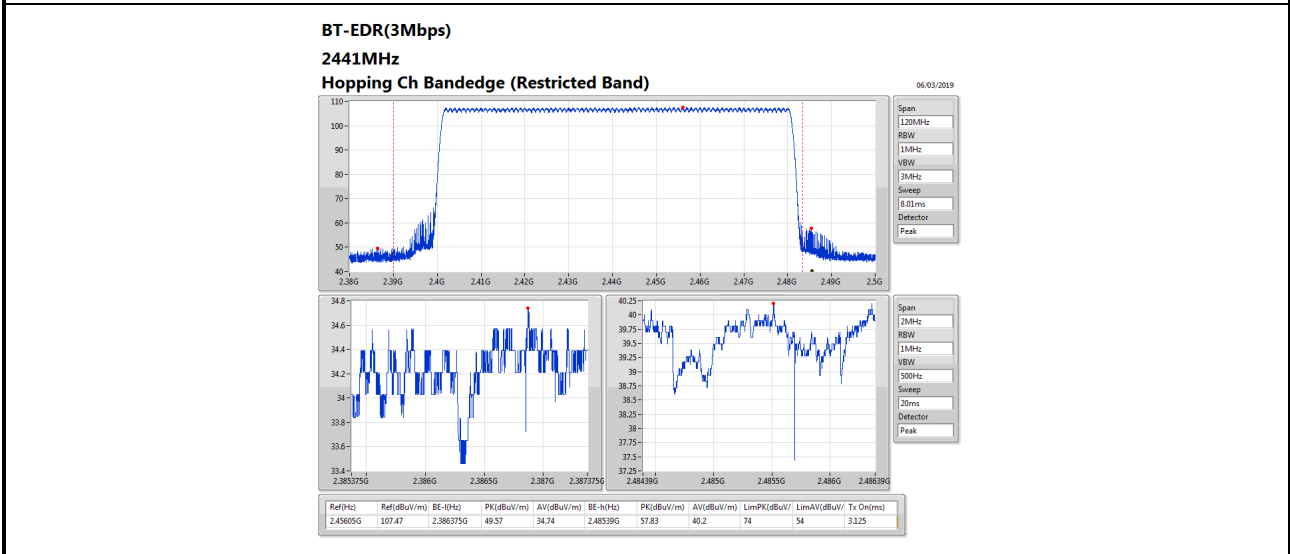 BT-EDR(3Mbps)
2441MHz
Hopping Ch Bandedge (Restricted Band)
06/03/2019
110
100
90
80
70
60
50
40
2.38G 2.39G 2.4G 2.41G 2.42G 2.43G 2.44G 2.45G 2.46G 2.47G 2.48G 2.49G 2.5G
Span
120MHz
RBW
1MHz
VBW
3MHz
Sweep
8.01ms
Detector
Peak
34.8
34.6
34.4
34.2
34
33.8
33.6
33.4
2.385375G 2.386G 2.3865G 2.387G 2.387375G
40.25
40
39.75
39.5
39.25
39
38.75
38.5
38.25
38
37.75
37.5
37.25
2.48439G 2.485G 2.4855G 2.486G 2.48639G
Span
2MHz
RBW
1MHz
VBW
500Hz
Sweep
20ms
Detector
Peak
Ref(Hz) Ref(dBuV/m) BE-l(Hz) PK(dBuV/m) AV(dBuV/m) BE-h(Hz) PK(dBuV/m) AV(dBuV/m) LimPK(dBuV/ LimAV(dBuV/ Tx On(ms)
2.45605G 107.47 2.386375G 49.57 34.74 2.48539G 57.83 40.2 74 54 3.125